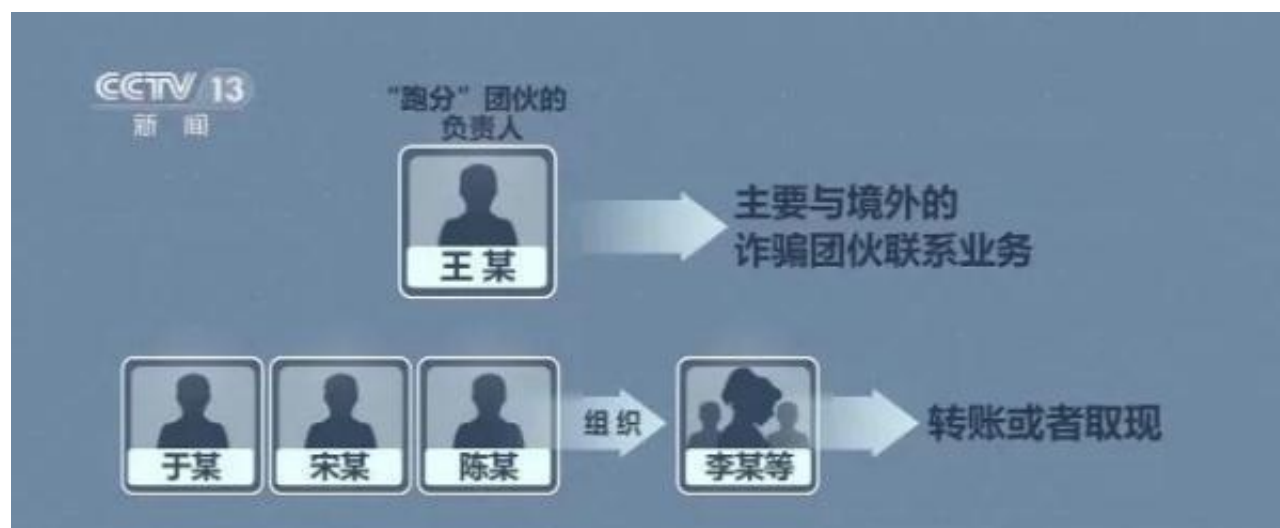 CCTV 13
新闻
“跑分”团伙的
负责人
王某
主要与境外的
诈骗团伙联系业务
于某
宋某
陈某
组织
李某等
转账或者取现